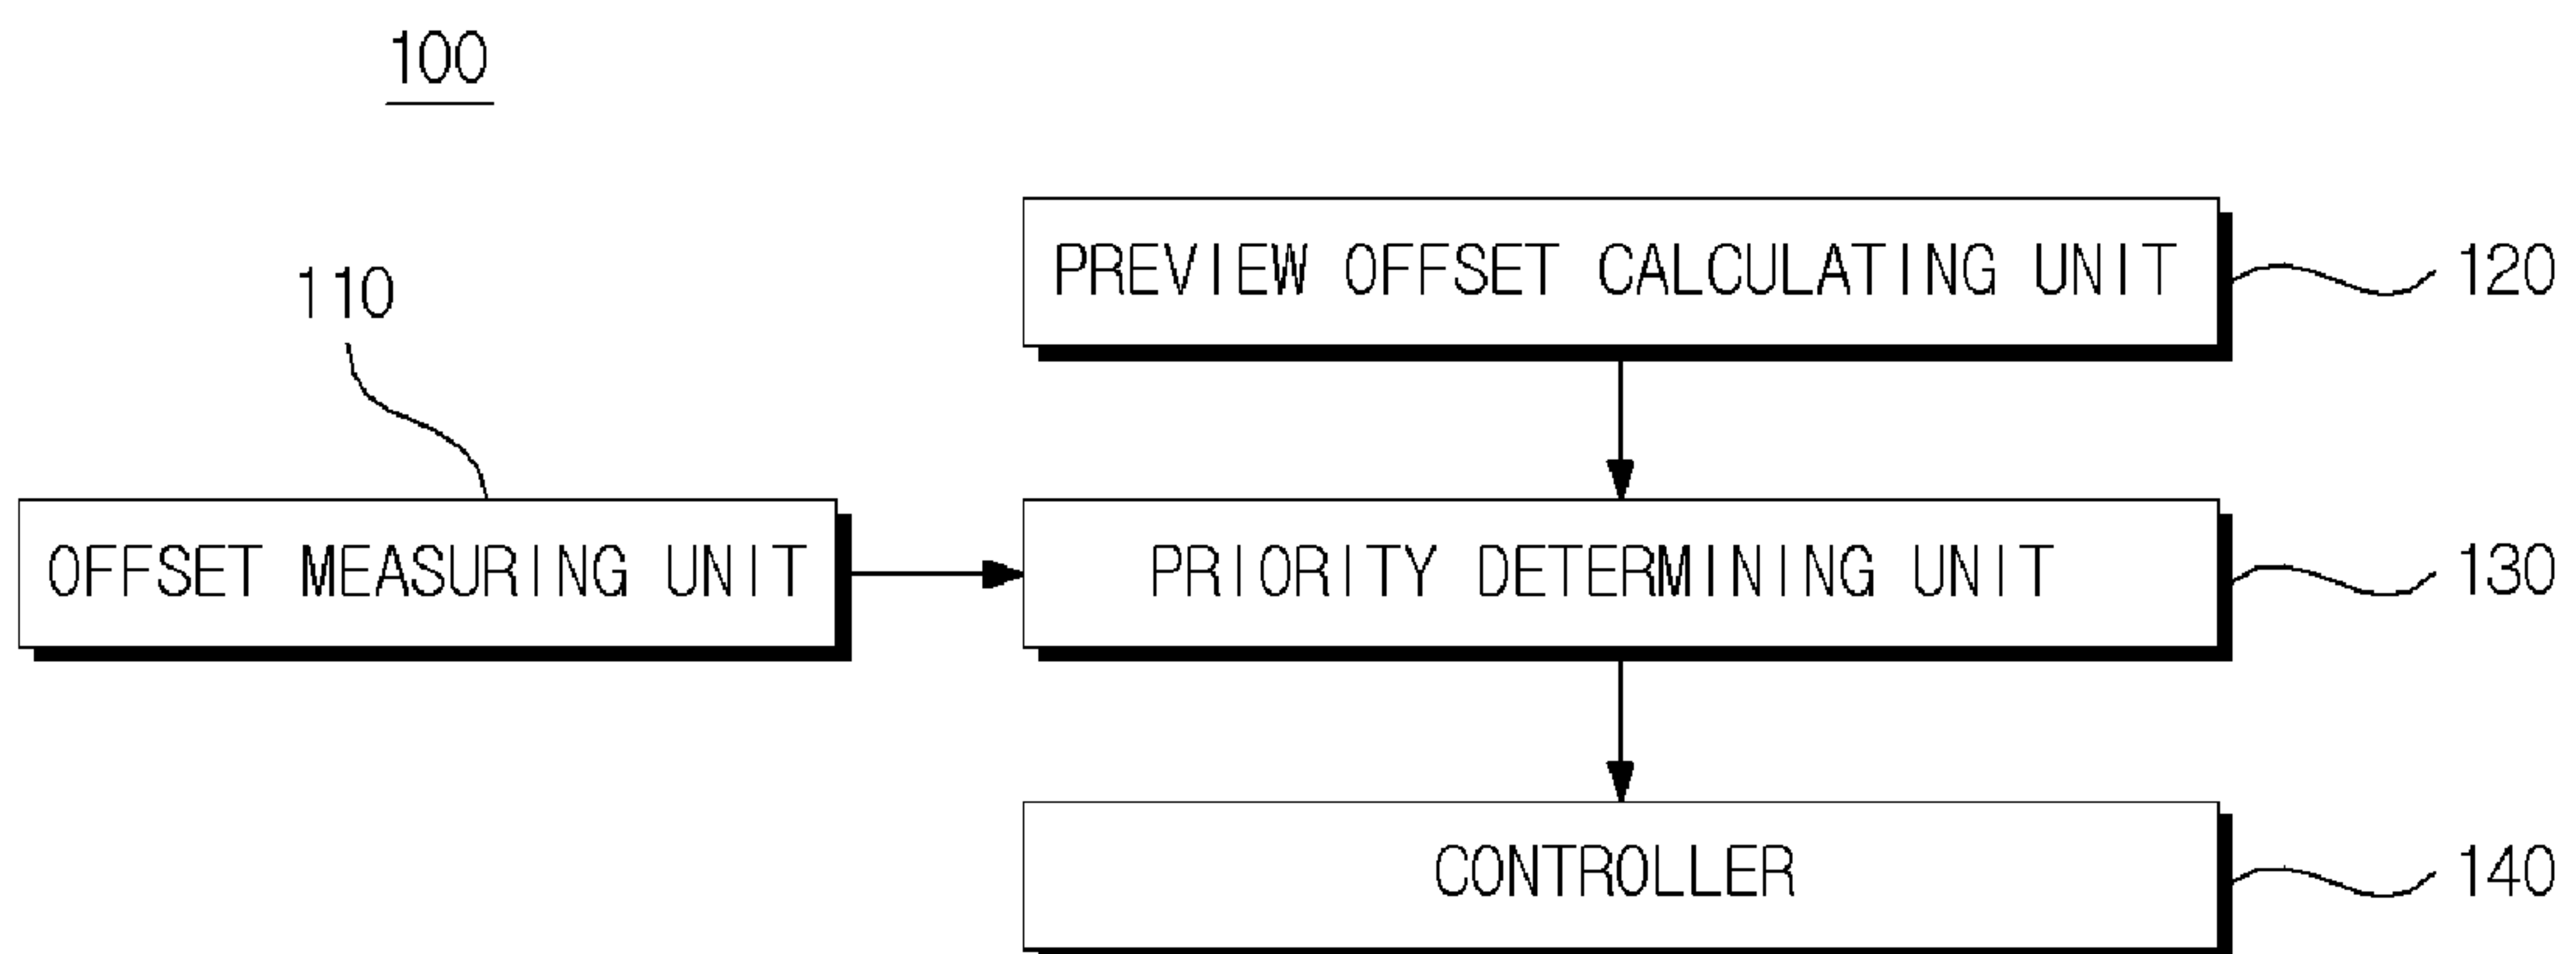 100
PREVIEW OFFSET CALCULATING UNIT
120
110
OFFSET MEASURING UNIT
PRIORITY DETERMINING UNIT
130
CONTROLLER
140